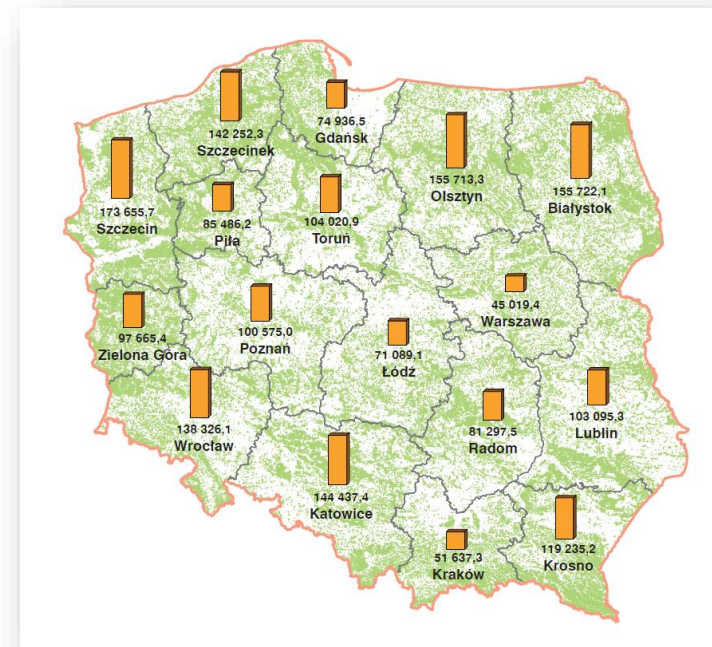 142 252,3
Szczecinek
74 936,5
Gdańsk
173 655,7
Szczecin
85 486,2
Piła
104 020,9
Toruń
155 713,3
Olsztyn
155 722,1
Białystok
97 665,4
Zielona Góra
100 575,0
Poznań
71 089,1
Łódź
45 019,4
Warszawa
138 326,1
Wrocław
144 437,4
Katowice
81 297,5
Radom
103 095,3
Lublin
51 637,3
Kraków
119 235,2
Krosno